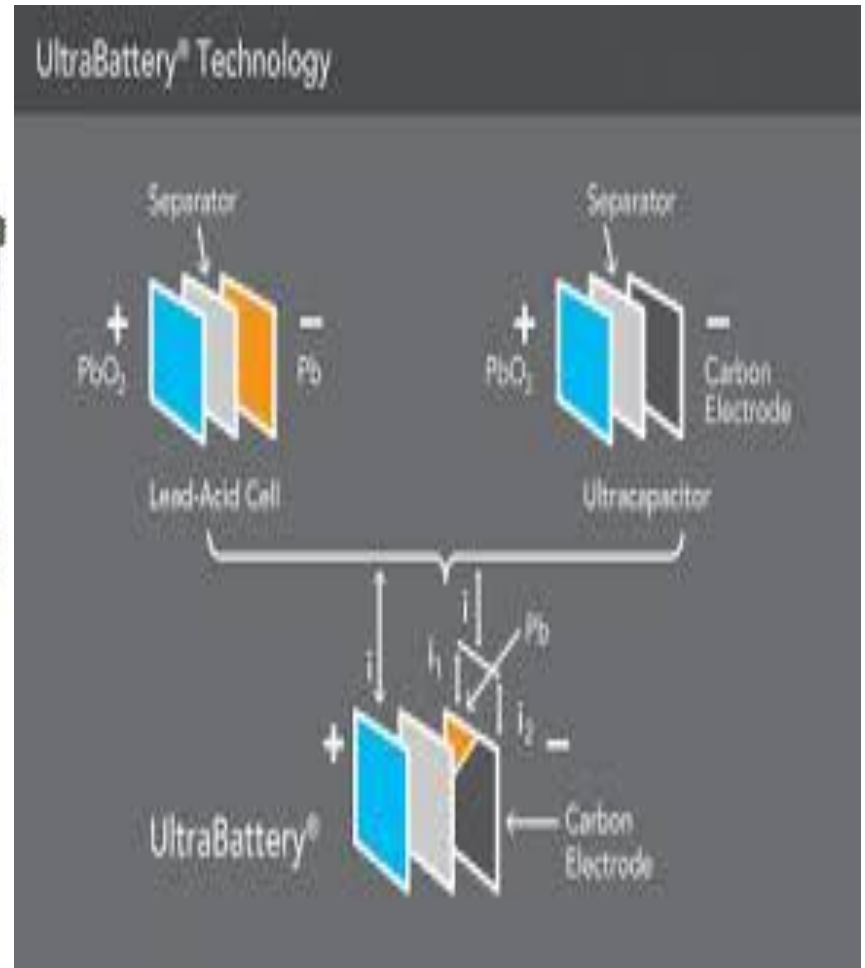 UltraBattery® Technology
Separator
+
PbO₂
−
Pb
Lead-Acid Cell
Separator
+
PbO₂
−
Carbon
Electrode
Ultracapacitor
i
i
i₁
Pb
i₂
+
−
UltraBattery®
Carbon
Electrode